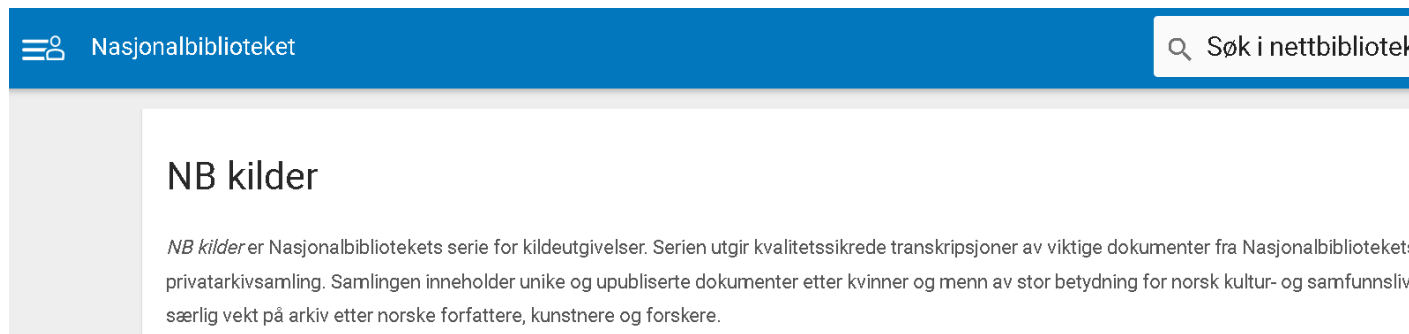 Nasjonalbiblioteket
Søk i nettbibliotek
NB kilder
NB kilder er Nasjonalbibliotekets serie for kildeutgivelser. Serien utgir kvalitetssikrede transkripsjoner av viktige dokumenter fra Nasjonalbibliotekets
privatarkivsamling. Samlingen inneholder unike og upubliserte dokumenter etter kvinner og menn av stor betydning for norsk kultur- og samfunnsliv
særlig vekt på arkiv etter norske forfattere, kunstnere og forskere.